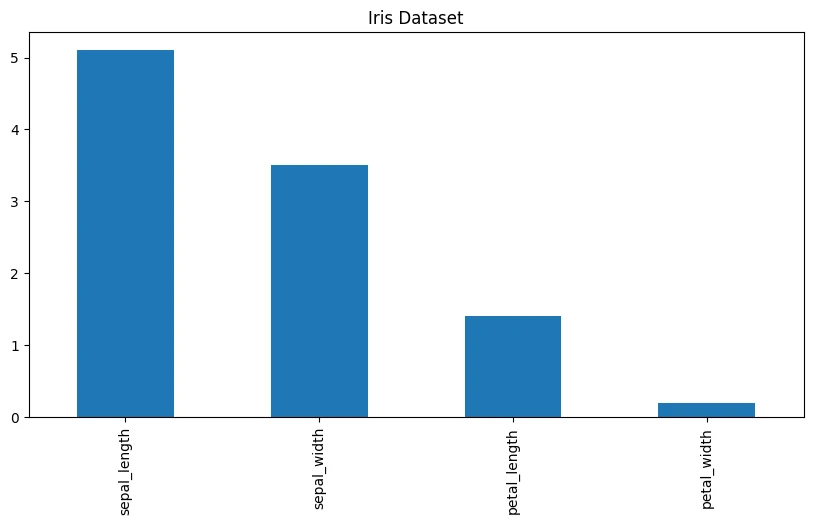 Iris Dataset
5
4
3
2
1
0
sepal_length
sepal_width
petal_length
petal_width